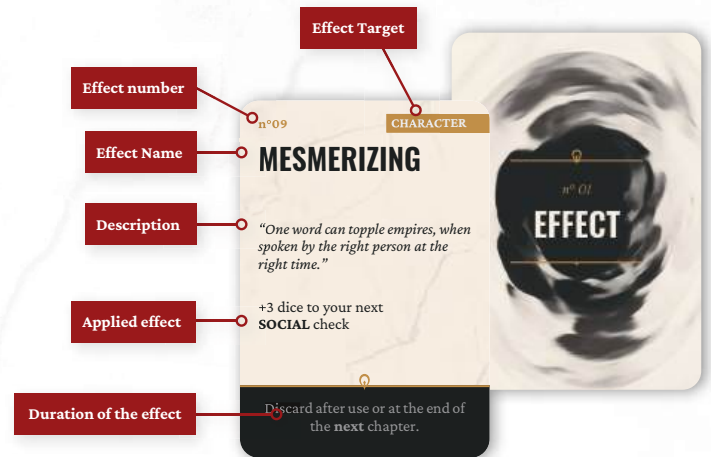 Effect Target
Effect number
n°09
CHARACTER
Effect Name
MESMERIZING
Description
“One word can topple empires, when
spoken by the right person at the
right time.”
Applied effect
+3 dice to your next
SOCIAL check
Duration of the effect
Discard after use or at the end of
the next chapter.
n° 01
EFFECT